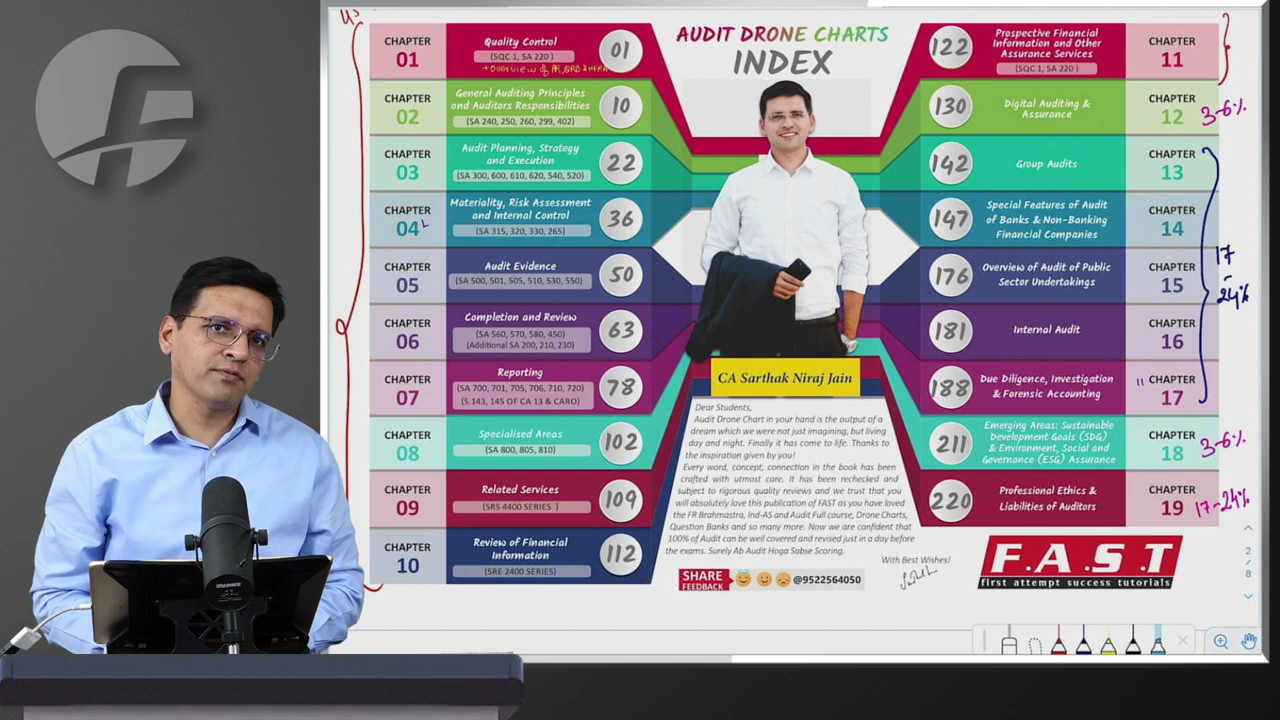 AUDIT DRONE CHARTS
INDEX
CHAPTER
01
Quality Control
(SQC 1, SA 220 )
01
CHAPTER
02
General Auditing Principles
and Auditors Responsibilities
(SA 240, 250, 260, 299, 402)
10
CHAPTER
03
Audit Planning, Strategy
and Execution
(SA 300, 600, 610, 620, 540, 520)
22
CHAPTER
04
Materiality, Risk Assessment
and Internal Control
(SA 315, 320, 330, 265)
36
CHAPTER
05
Audit Evidence
(SA 500, 501, 505, 510, 530, 550)
50
CHAPTER
06
Completion and Review
(SA 560, 570, 580, 450)
(Additional SA 200, 210, 230)
63
CHAPTER
07
Reporting
(SA 700, 701, 705, 706, 710, 720)
(S.143, 145 OF CA 13 & CARO)
78
CHAPTER
08
Specialised Areas
(SA 800, 805, 810)
102
CHAPTER
09
Related Services
(SRS 4400 SERIES )
109
CHAPTER
10
Review of Financial
Information
(SRE 2400 SERIES)
112
122
Prospective Financial
Information and Other
Assurance Services
(SQC 1, SA 220 )
CHAPTER
11
130
Digital Auditing &
Assurance
CHAPTER
12
3-6%
142
Group Audits
CHAPTER
13
147
Special Features of Audit
of Banks & Non-Banking
Financial Companies
CHAPTER
14
176
Overview of Audit of Public
Sector Undertakings
CHAPTER
15
17
-
24%
181
Internal Audit
CHAPTER
16
188
Due Diligence, Investigation
& Forensic Accounting
CHAPTER
17
211
Emerging Areas: Sustainable
Development Goals (SDG)
& Environment, Social and
Governance (ESG) Assurance
CHAPTER
18
3-6%
220
Professional Ethics &
Liabilities of Auditors
CHAPTER
19
17-24%
CA Sarthak Niraj Jain
Dear Students,
Audit Drone Chart in your hand is the output of a
dream which we were not just imagining, but living
day and night. Finally it has come to life. Thanks to
the inspiration given by you!
Every word, concept, connection in the book has been
crafted with utmost care. It has been rechecked and
subject to rigorous quality reviews and we trust that you
will absolutely love this publication of FAST as you have loved
the FR Brahmastra, Ind-AS and Audit Full course, Drone Charts,
Question Banks and so many more. Now we are confident that
100% of Audit can be well covered and revised just in a day before
the exams. Surely Ab Audit Hoga Sabse Scoring.
With Best Wishes!
SHARE
FEEDBACK
@9522564050
F.A.S.T
first attempt success tutorials
2
/
8